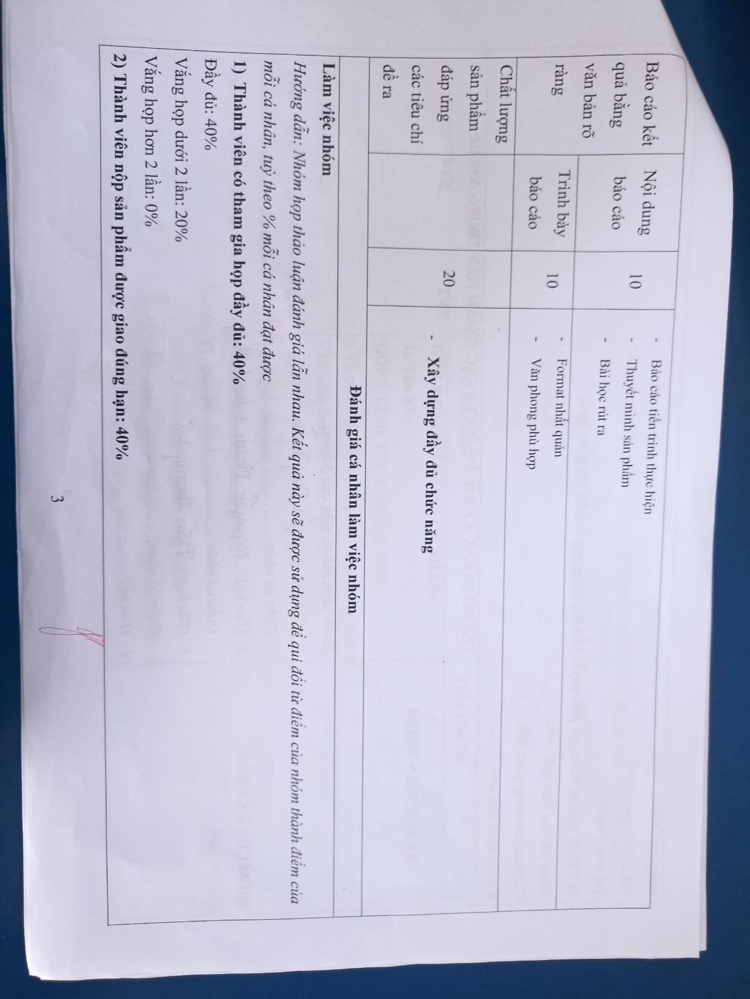 Báo cáo kết
quả bằng
văn bản rõ
ràng
Nội dung
báo cáo
10
- Báo cáo tiến trình thực hiện
- Thuyết minh sản phẩm
- Bài học rút ra
Trình bày
báo cáo
10
- Format nhất quán
- Văn phong phù hợp
Chất lượng
sản phẩm
đáp ứng
các tiêu chí
đề ra
20
- Xây dựng đầy đủ chức năng
Đánh giá cá nhân làm việc nhóm
Làm việc nhóm
Hướng dẫn: Nhóm họp thảo luận đánh giá lẫn nhau. Kết quả này sẽ được sử dụng để qui đổi từ điểm của nhóm thành điểm của
mỗi cá nhân, tuỳ theo % mỗi cá nhân đạt được
1) Thành viên có tham gia họp đầy đủ: 40%
Đầy đủ: 40%
Vắng họp dưới 2 lần: 20%
Vắng họp hơn 2 lần: 0%
2) Thành viên nộp sản phẩm được giao đúng hạn: 40%
3